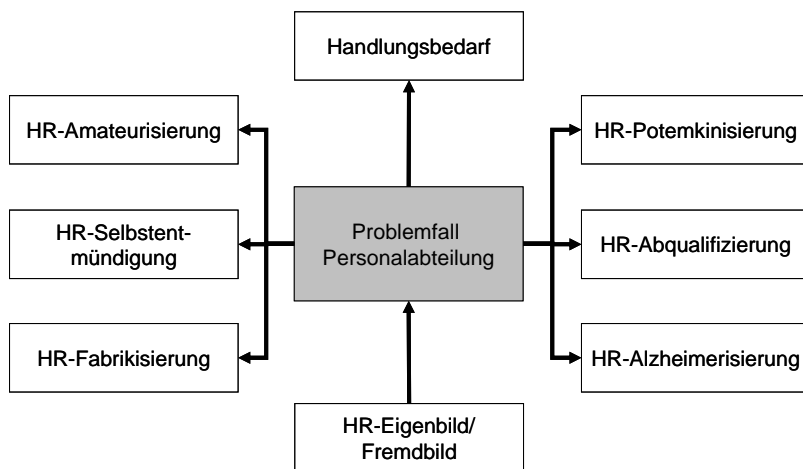 Handlungsbedarf
HR-Amateurisierung
HR-Potemkinisierung
HR-Selbstent-
mündigung
Problemfall
Personalabteilung
HR-Abqualifizierung
HR-Fabrikisierung
HR-Alzheimerisierung
HR-Eigenbild/
Fremdbild